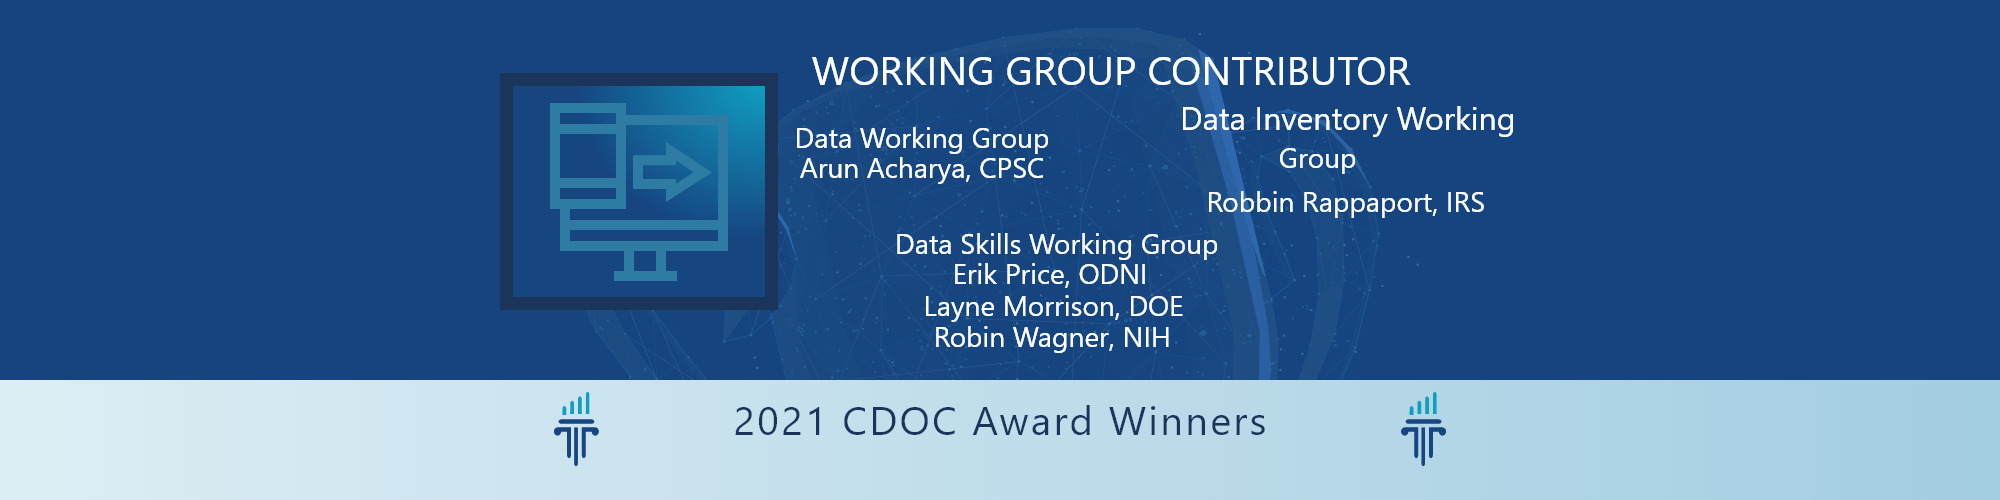 WORKING GROUP CONTRIBUTOR
Data Working Group
Arun Acharya, CPSC
Data Inventory Working
Group
Robbin Rappaport, IRS
Data Skills Working Group
Erik Price, ODNI
Layne Morrison, DOE
Robin Wagner, NIH
2021 CDOC Award Winners